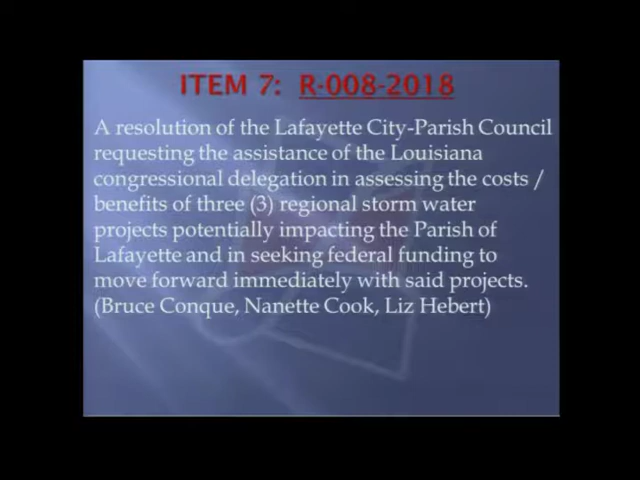 ITEM 7: R-008-2018
A resolution of the Lafayette City-Parish Council
requesting the assistance of the Louisiana
congressional delegation in assessing the costs /
benefits of three (3) regional storm water
projects potentially impacting the Parish of
Lafayette and in seeking federal funding to
move forward immediately with said projects.
(Bruce Conque, Nanette Cook, Liz Hebert)